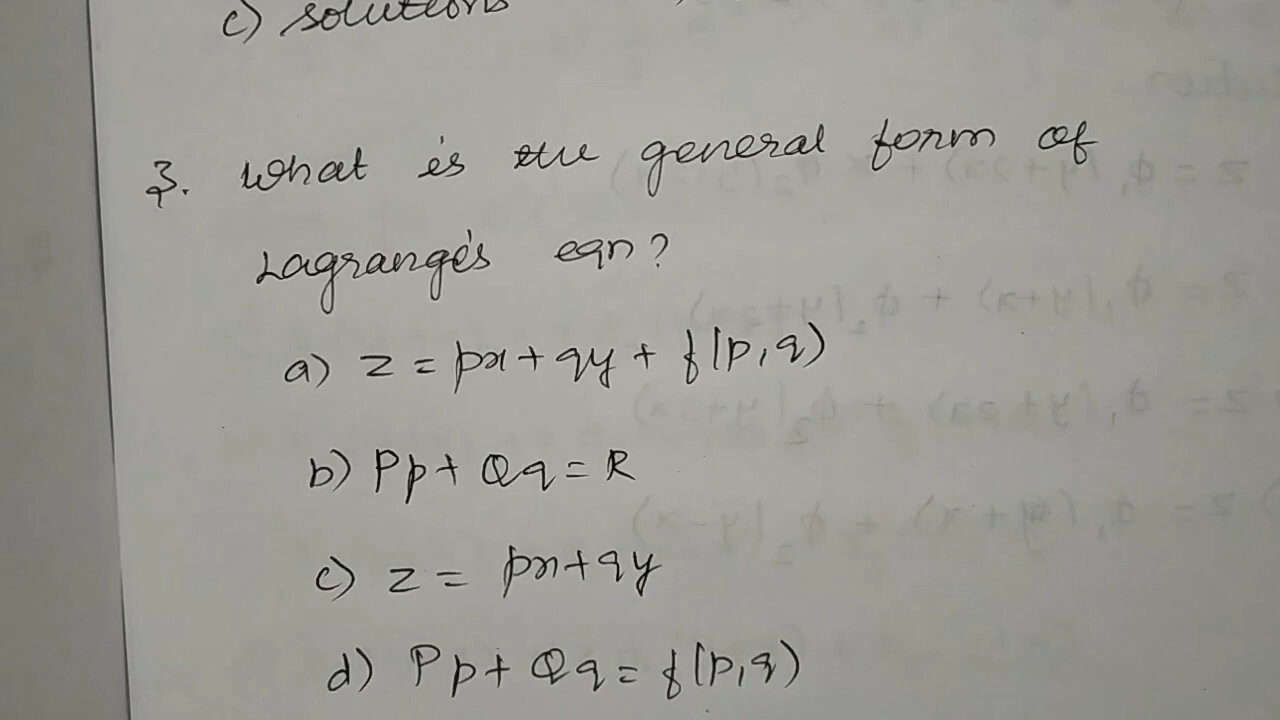 c) solutions
3. What is the general form of
Lagrange's eqn?
a) z = px + qy + f(p,q)
b) Pp + Qq = R
c) z = px + qy
d) Pp + Qq = f(p,q)